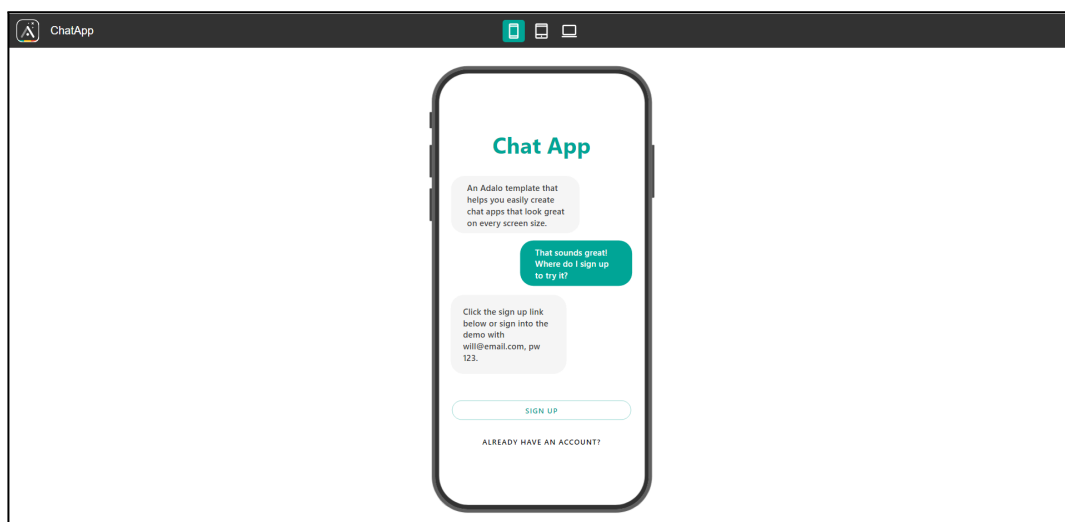 ChatApp
Chat App
An Adalo template that
helps you easily create
chat apps that look great
on every screen size.
That sounds great!
Where do I sign up
to try it?
Click the sign up link
below or sign into the
demo with
will@email.com, pw
123.
SIGN UP
ALREADY HAVE AN ACCOUNT?